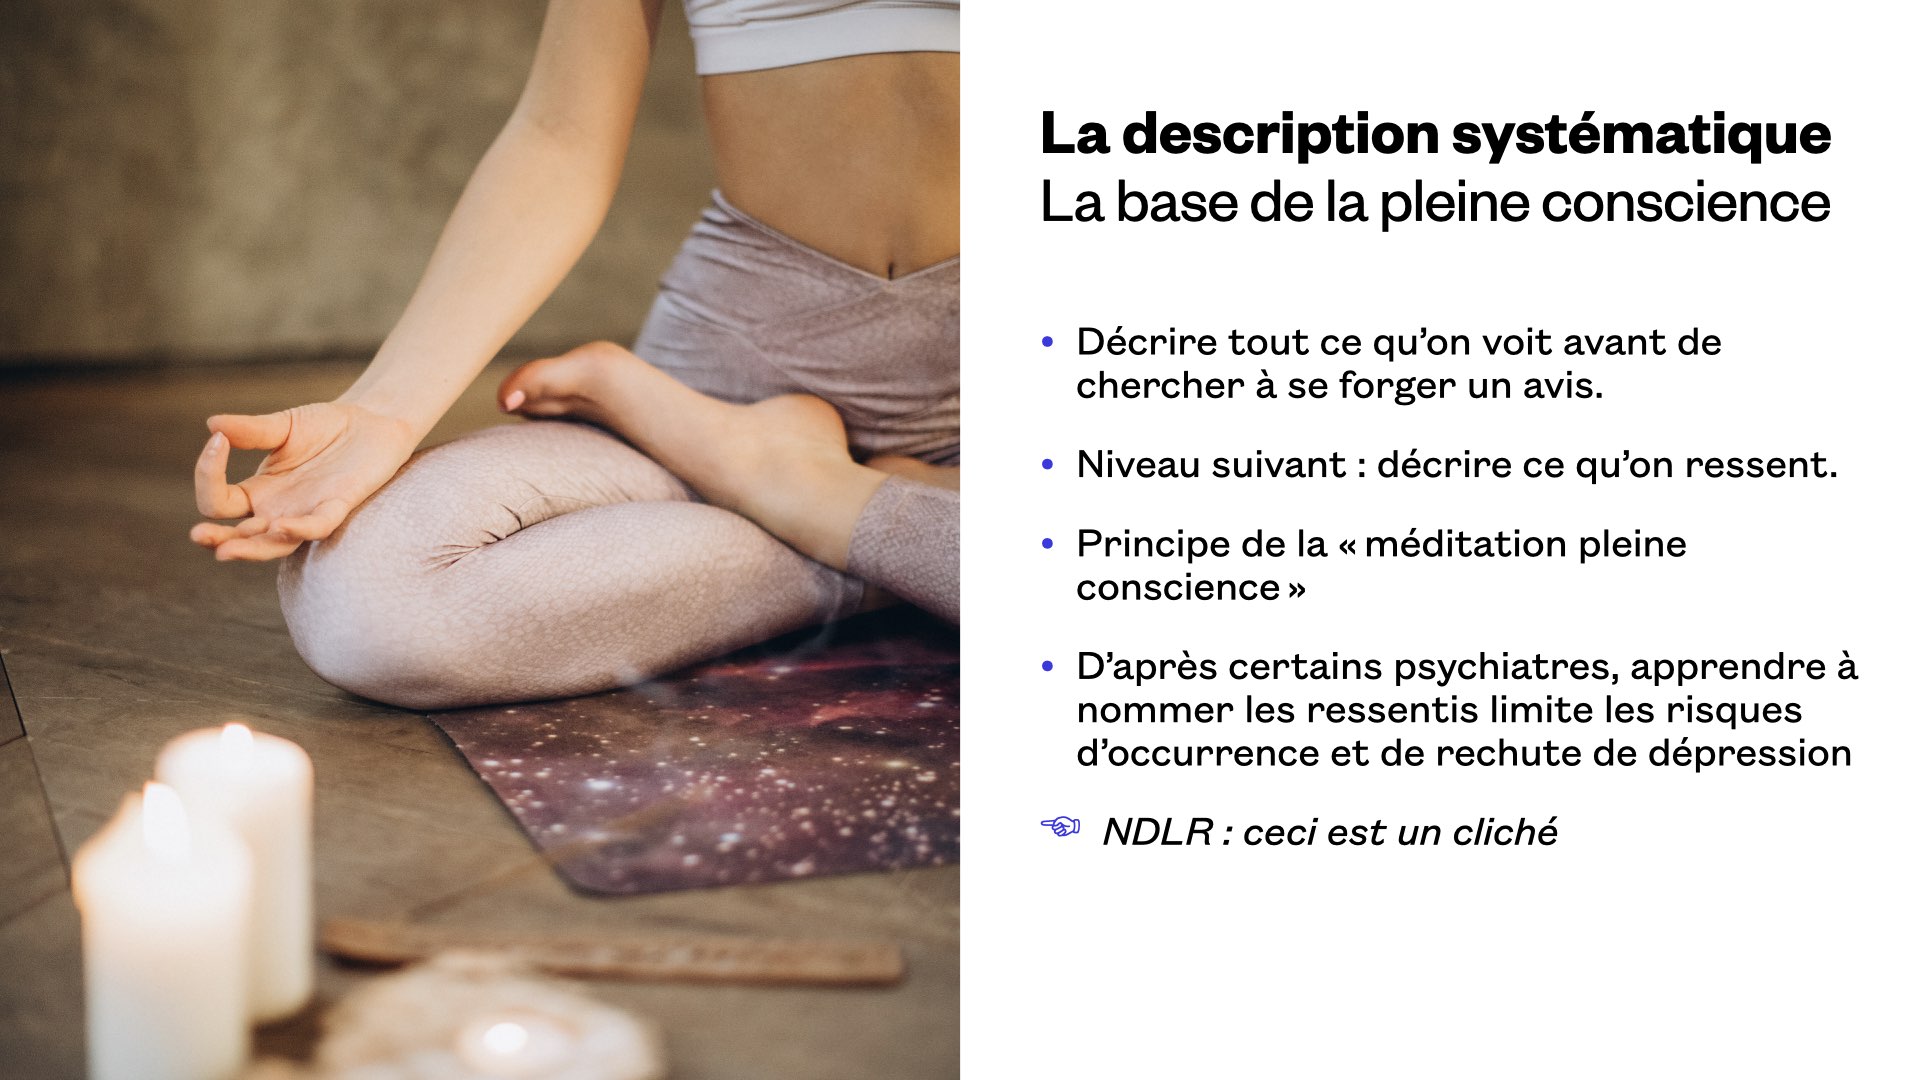 La description systématique
La base de la pleine conscience
• Décrire tout ce qu’on voit avant de
chercher à se forger un avis.
• Niveau suivant : décrire ce qu’on ressent.
• Principe de la « méditation pleine
conscience »
• D’après certains psychiatres, apprendre à
nommer les ressentis limite les risques
d’occurrence et de rechute de dépression
☜ NDLR : ceci est un cliché